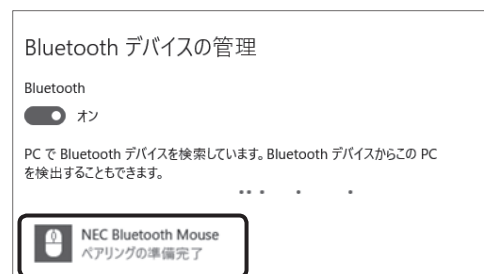 Bluetooth デバイスの管理
Bluetooth
オン
PC で Bluetooth デバイスを検索しています。Bluetooth デバイスからこの PC
を検出することもできます。
NEC Bluetooth Mouse
ペアリングの準備完了